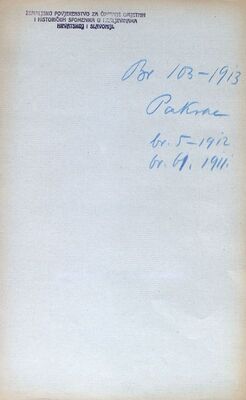 ZEMALJSKO POVJERENSTVO ZA ČUVANJE UMJETNIH
I HISTORIČKIH SPOMENIKA U KRALJEVINAMA
HRVATSKOJ I SLAVONIJI.
Br 103-1913
Pakrac
br. 5-1912
br. 61. 1911.